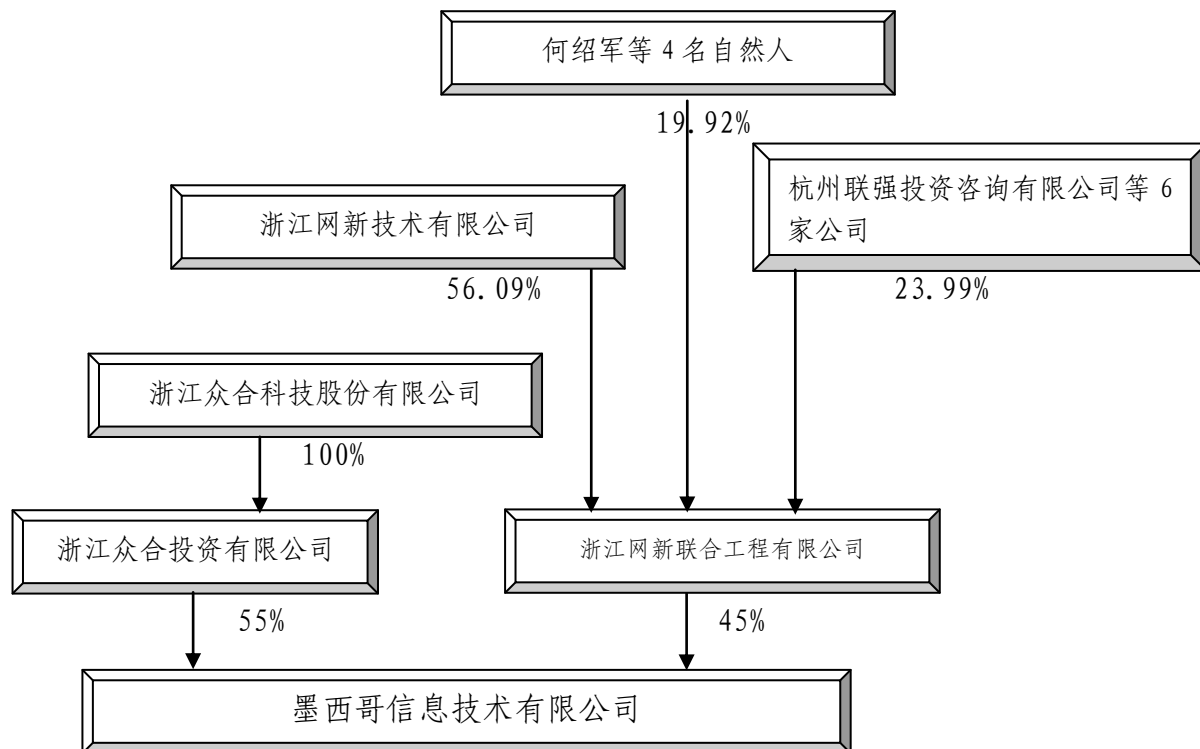 何绍军等 4 名自然人
19.92%
杭州联强投资咨询有限公司等 6
家公司
浙江网新技术有限公司
56.09%
23.99%
浙江众合科技股份有限公司
100%
浙江众合投资有限公司
浙江网新联合工程有限公司
55%
45%
墨西哥信息技术有限公司